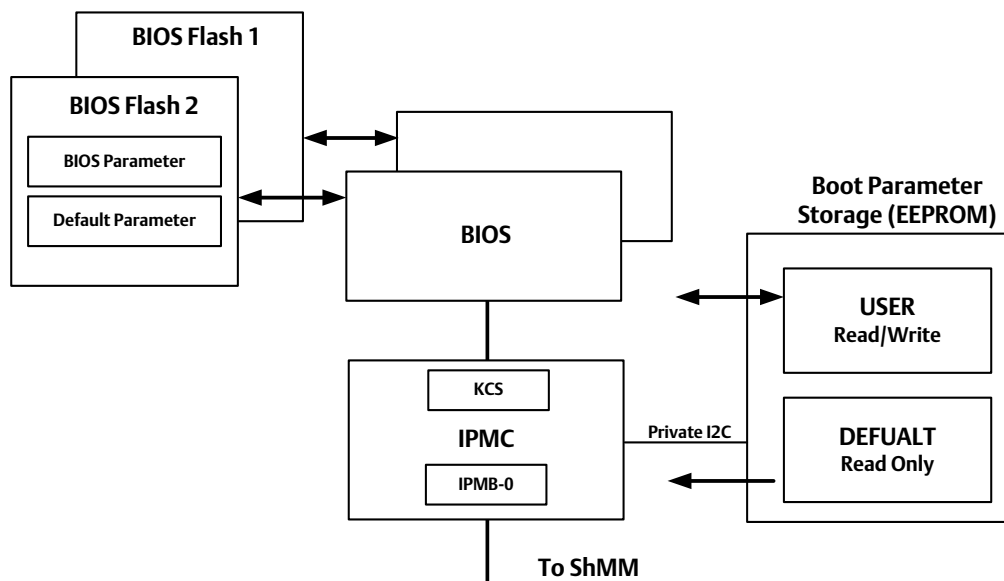 BIOS Flash 1
BIOS Flash 2
BIOS Parameter
Default Parameter
BIOS
Boot Parameter
Storage (EEPROM)
USER
Read/Write
KCS
IPMC
Private I2C
DEFUALT
Read Only
IPMB-0
To ShMM